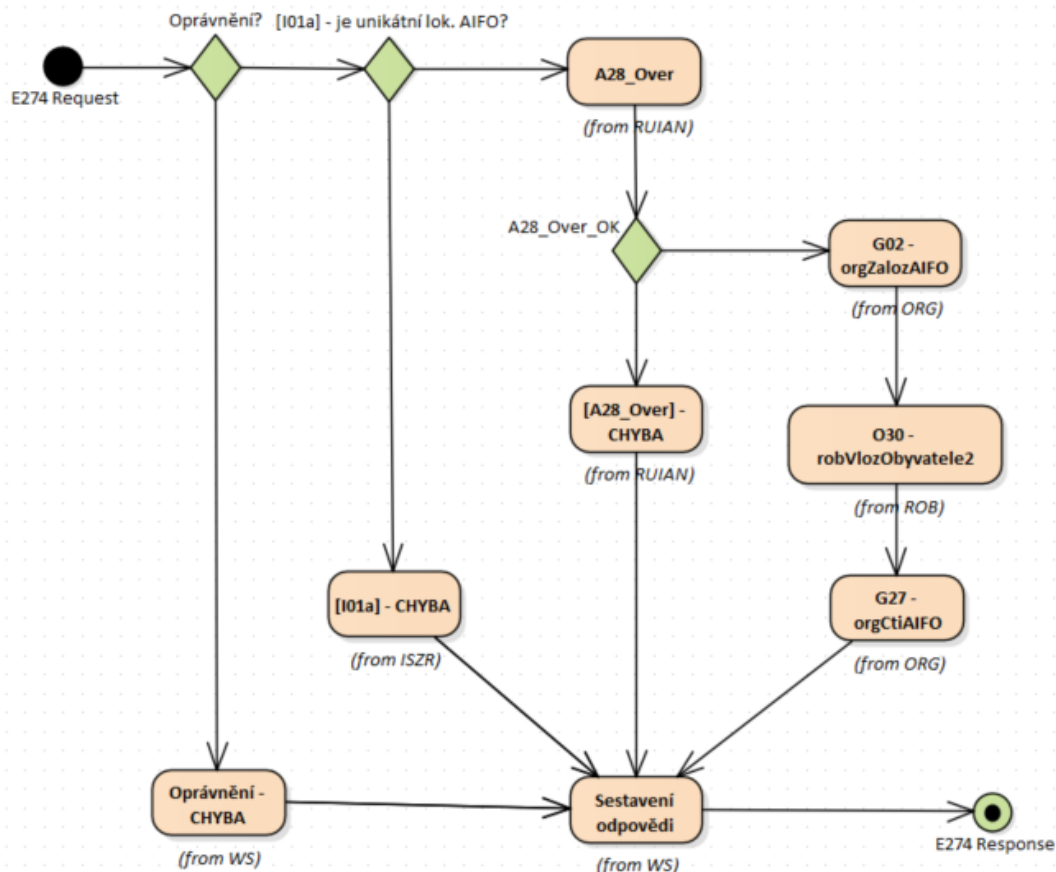 Oprávnění?
[I01a] - je unikátní lok. AIFO?
E274 Request
A28_Over
(from RUIAN)
A28_Over_OK
G02 -
orgZalozAIFO
(from ORG)
[A28_Over] -
CHYBA
(from RUIAN)
O30 -
robVlozObyvatele2
(from ROB)
[I01a] - CHYBA
(from ISZR)
G27 -
orgCtiAIFO
(from ORG)
Oprávnění -
CHYBA
(from WS)
Sestavení
odpovědi
(from WS)
E274 Response